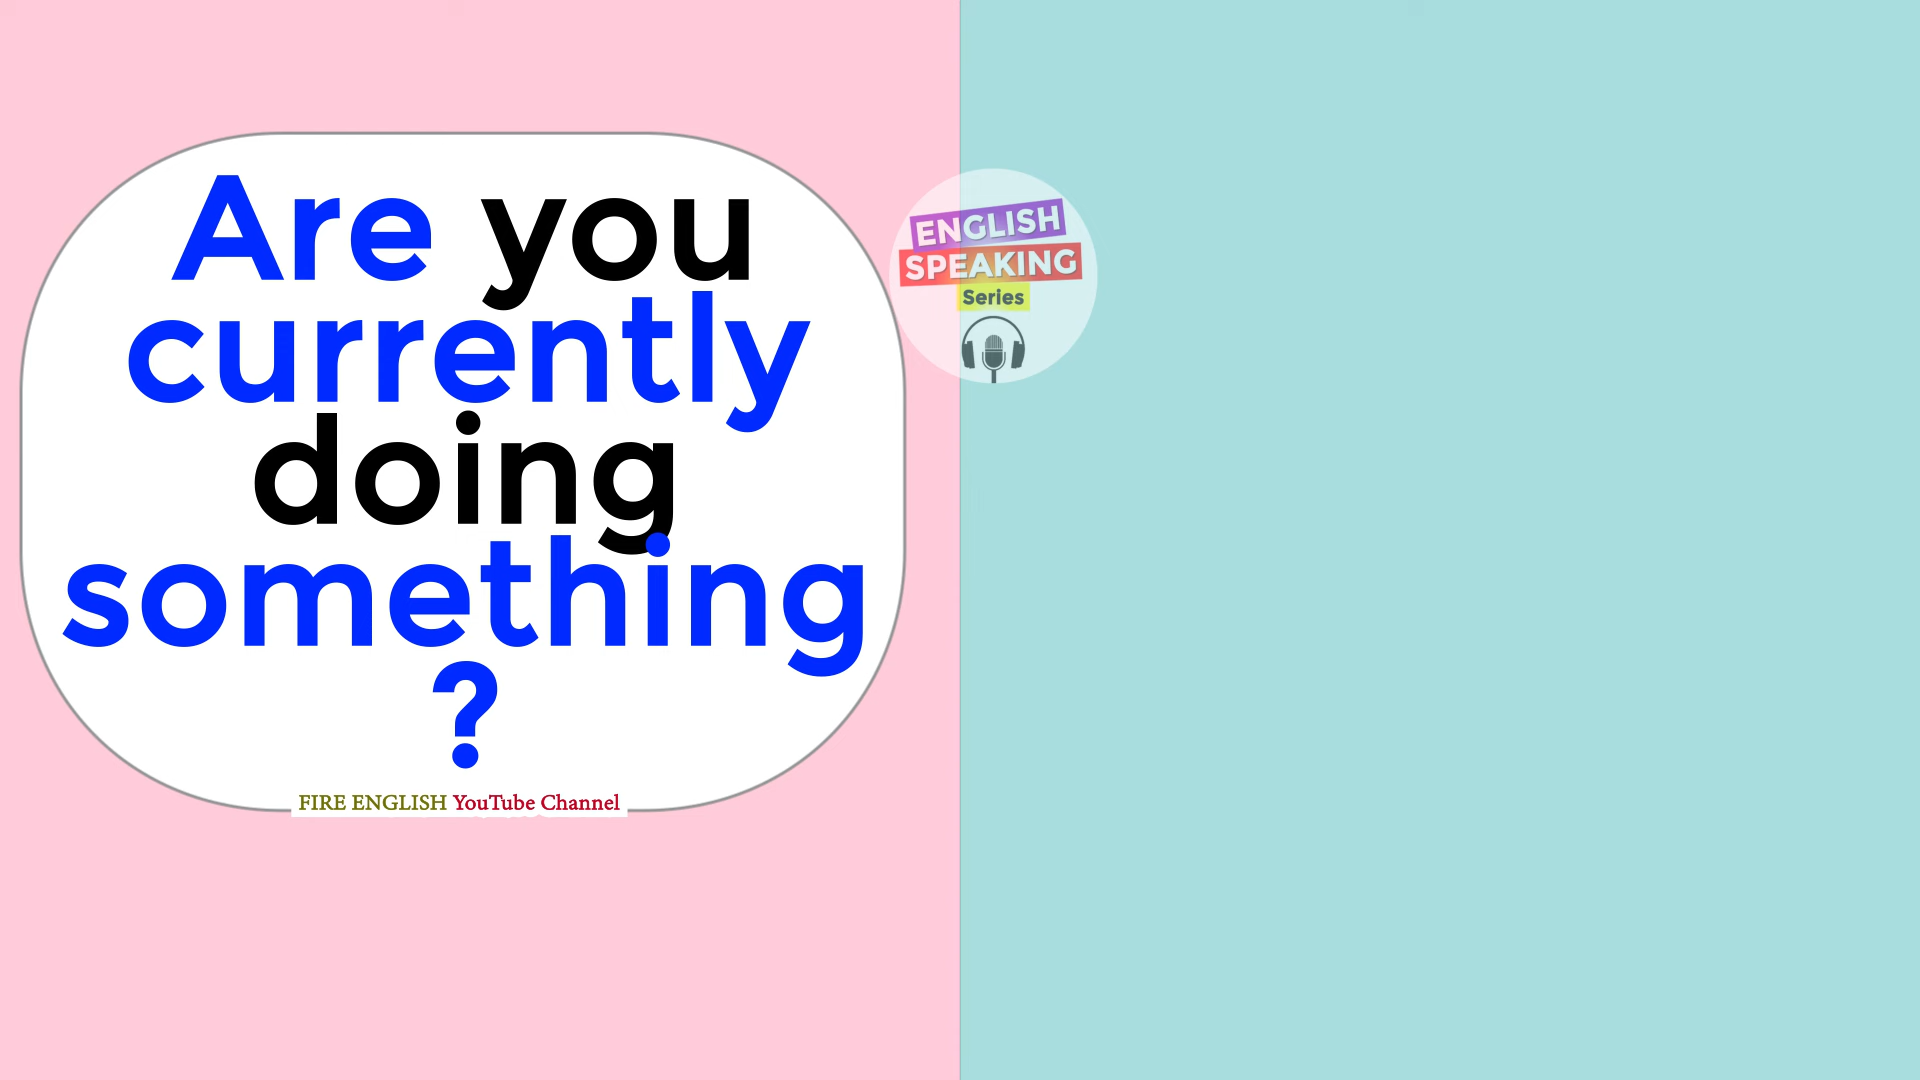 Are you
currently
doing
something
?
FIRE ENGLISH YouTube Channel
ENGLISH
SPEAKING
Series